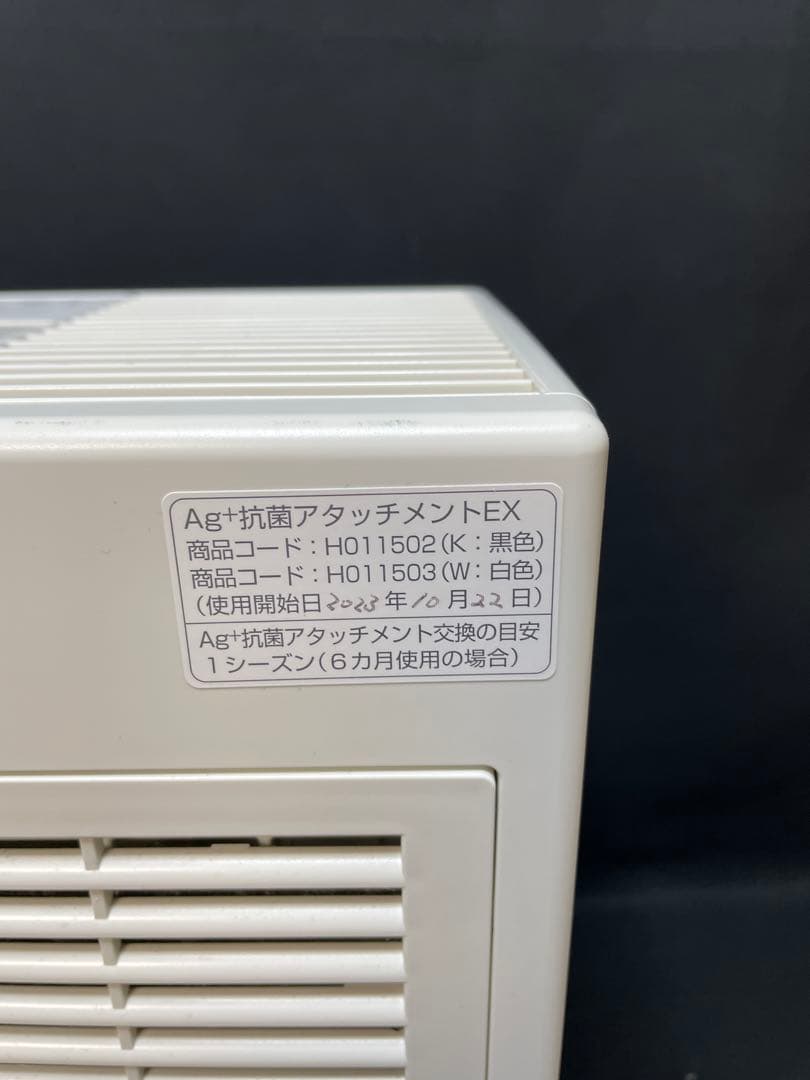 Ag⁺抗菌アタッチメントEX
商品コード：H011502（K：黒色）
商品コード：H011503（W：白色）
（使用開始日2023年10月22日）
Ag⁺抗菌アタッチメント交換の目安
1シーズン（6カ月使用の場合）